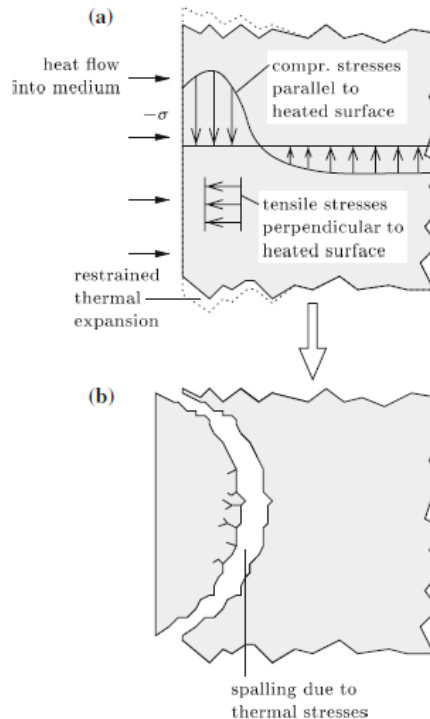 (a)
heat flow
into medium
−σ
compr. stresses
parallel to
heated surface
tensile stresses
perpendicular to
heated surface
restrained
thermal
expansion
(b)
spalling due to
thermal stresses